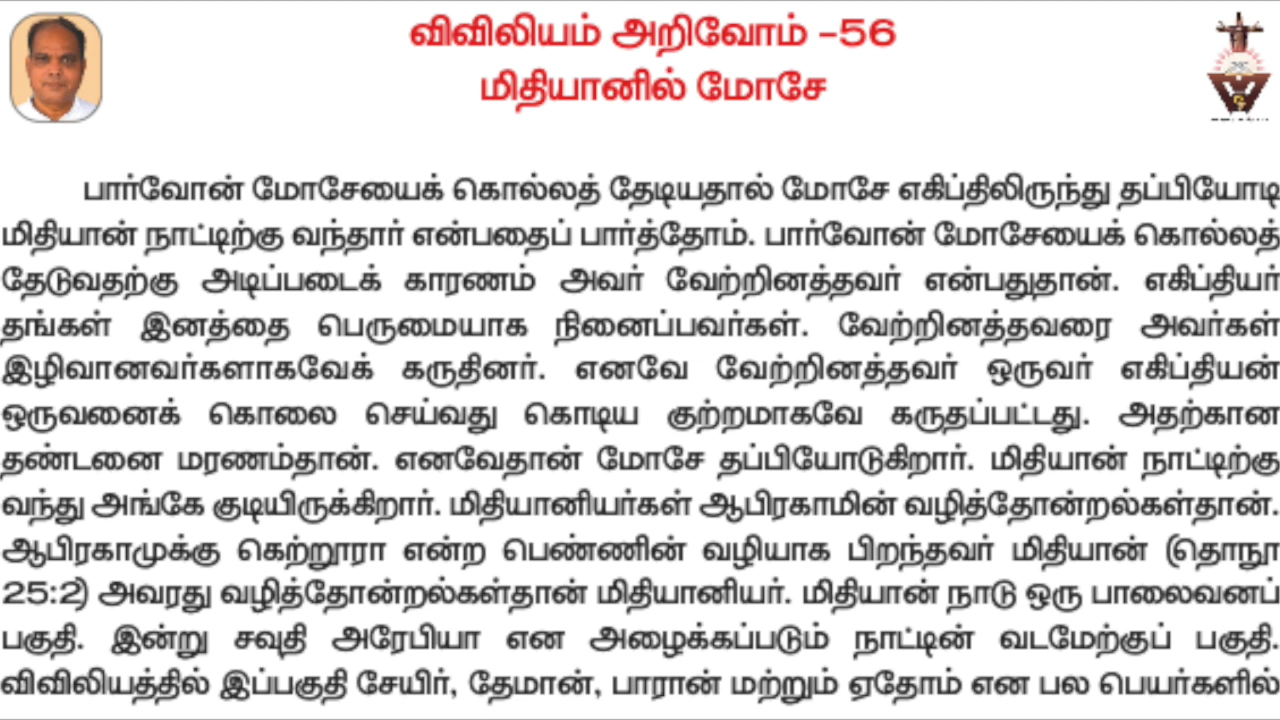 விவிலியம் அறிவோம் –56
மிதியானில் மோசே
பார்வோன் மோசேயைக் கொல்லத் தேடியதால் மோசே எகிப்திலிருந்து தப்பியோடி
மிதியான் நாட்டிற்கு வந்தார் என்பதைப் பார்த்தோம். பார்வோன் மோசேயைக் கொல்லத்
தேடுவதற்கு அடிப்படைக் காரணம் அவர் வேற்றினத்தவர் என்பதுதான். எகிப்தியர்
தங்கள் இனத்தை பெருமையாக நினைப்பவர்கள். வேற்றினத்தவரை அவர்கள்
இழிவானவர்களாகவேக் கருதினர். எனவே வேற்றினத்தவர் ஒருவர் எகிப்தியன்
ஒருவனைக் கொலை செய்வது கொடிய குற்றமாகவே கருதப்பட்டது. அதற்கான
தண்டனை மரணம்தான். எனவேதான் மோசே தப்பியோடுகிறார். மிதியான் நாட்டிற்கு
வந்து அங்கே குடியிருக்கிறார். மிதியானியர்கள் ஆபிரகாமின் வழித்தோன்றல்கள்தான்.
ஆபிரகாமுக்கு கெற்றூரா என்ற பெண்ணின் வழியாக பிறந்தவர் மிதியான் (தொநூ
25:2) அவரது வழித்தோன்றல்கள்தான் மிதியானியர். மிதியான் நாடு ஒரு பாலைவனப்
பகுதி. இன்று சவுதி அரேபியா என அழைக்கப்படும் நாட்டின் வடமேற்குப் பகுதி.
விவிலியத்தில் இப்பகுதி சேயிர், தேமான், பாரான் மற்றும் ஏதோம் என பல பெயர்களில்